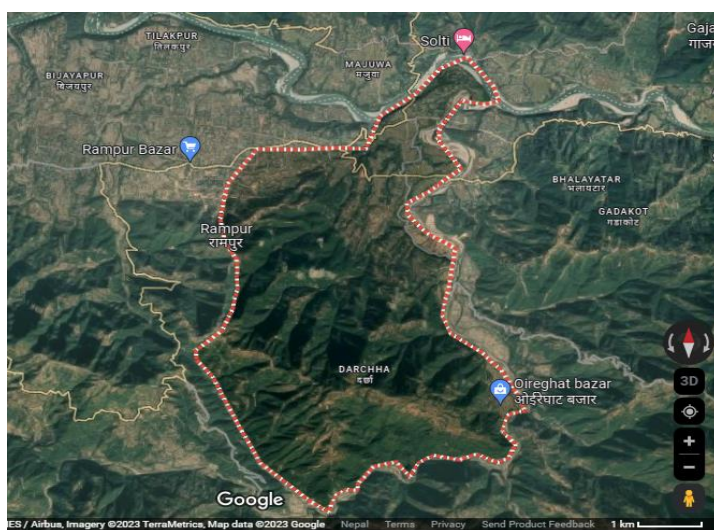 Solti
Gaja
गाजर
TILAKPUR
तिलकपुर
MAJUWA
मजुवा
BIJAYAPUR
बिजयपुर
Rampur Bazar
BHALAYATAR
भलायटार
GADAKOT
गडाकोट
Rampur
रामपुर
DARCHHA
दर्छा
Oireghat bazar
ओईरेघाट बजार
3D
Google
IES / Airbus, Imagery ©2023 TerraMetrics, Map data ©2023 Google Nepal Terms Privacy Send Product Feedback 1 km